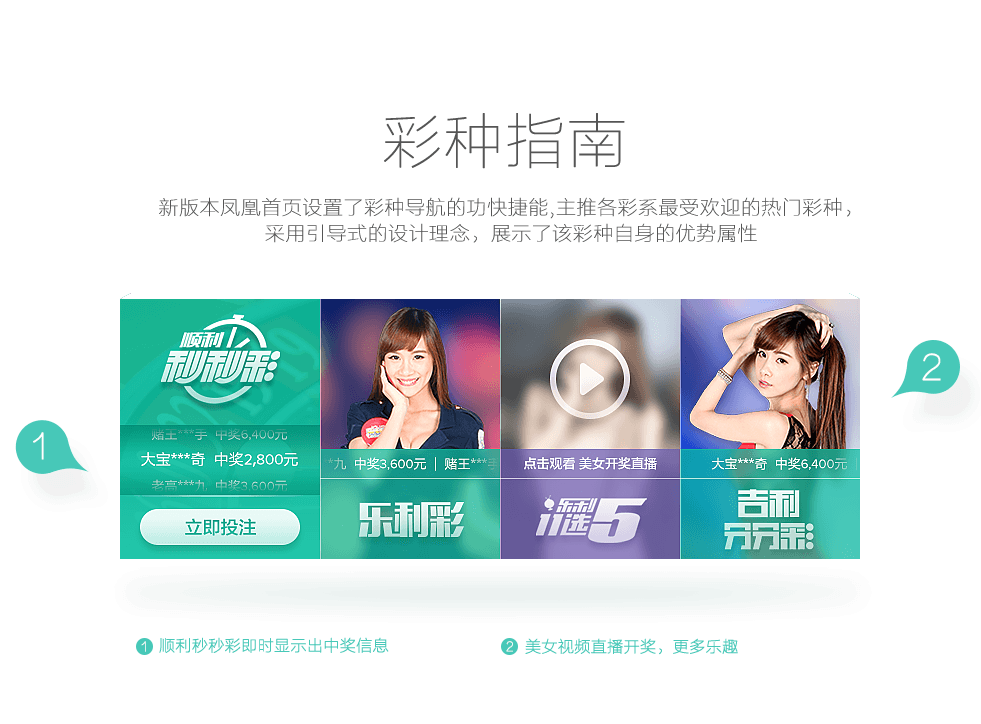 彩种指南
新版本凤凰首页设置了彩种导航的功快捷能,主推各彩系最受欢迎的热门彩种，
采用引导式的设计理念，展示了该彩种自身的优势属性
1
2
顺利
秒秒彩
赌王***手 中奖6,400元
大宝***奇 中奖2,800元
老高***九 中奖3,600元
立即投注
*九 中奖3,600元 | 赌王***手
乐利彩
点击观看 美女开奖直播
乐利
11选5
大宝***奇 中奖6,400元
吉利
分分彩
1 顺利秒秒彩即时显示出中奖信息
2 美女视频直播开奖，更多乐趣